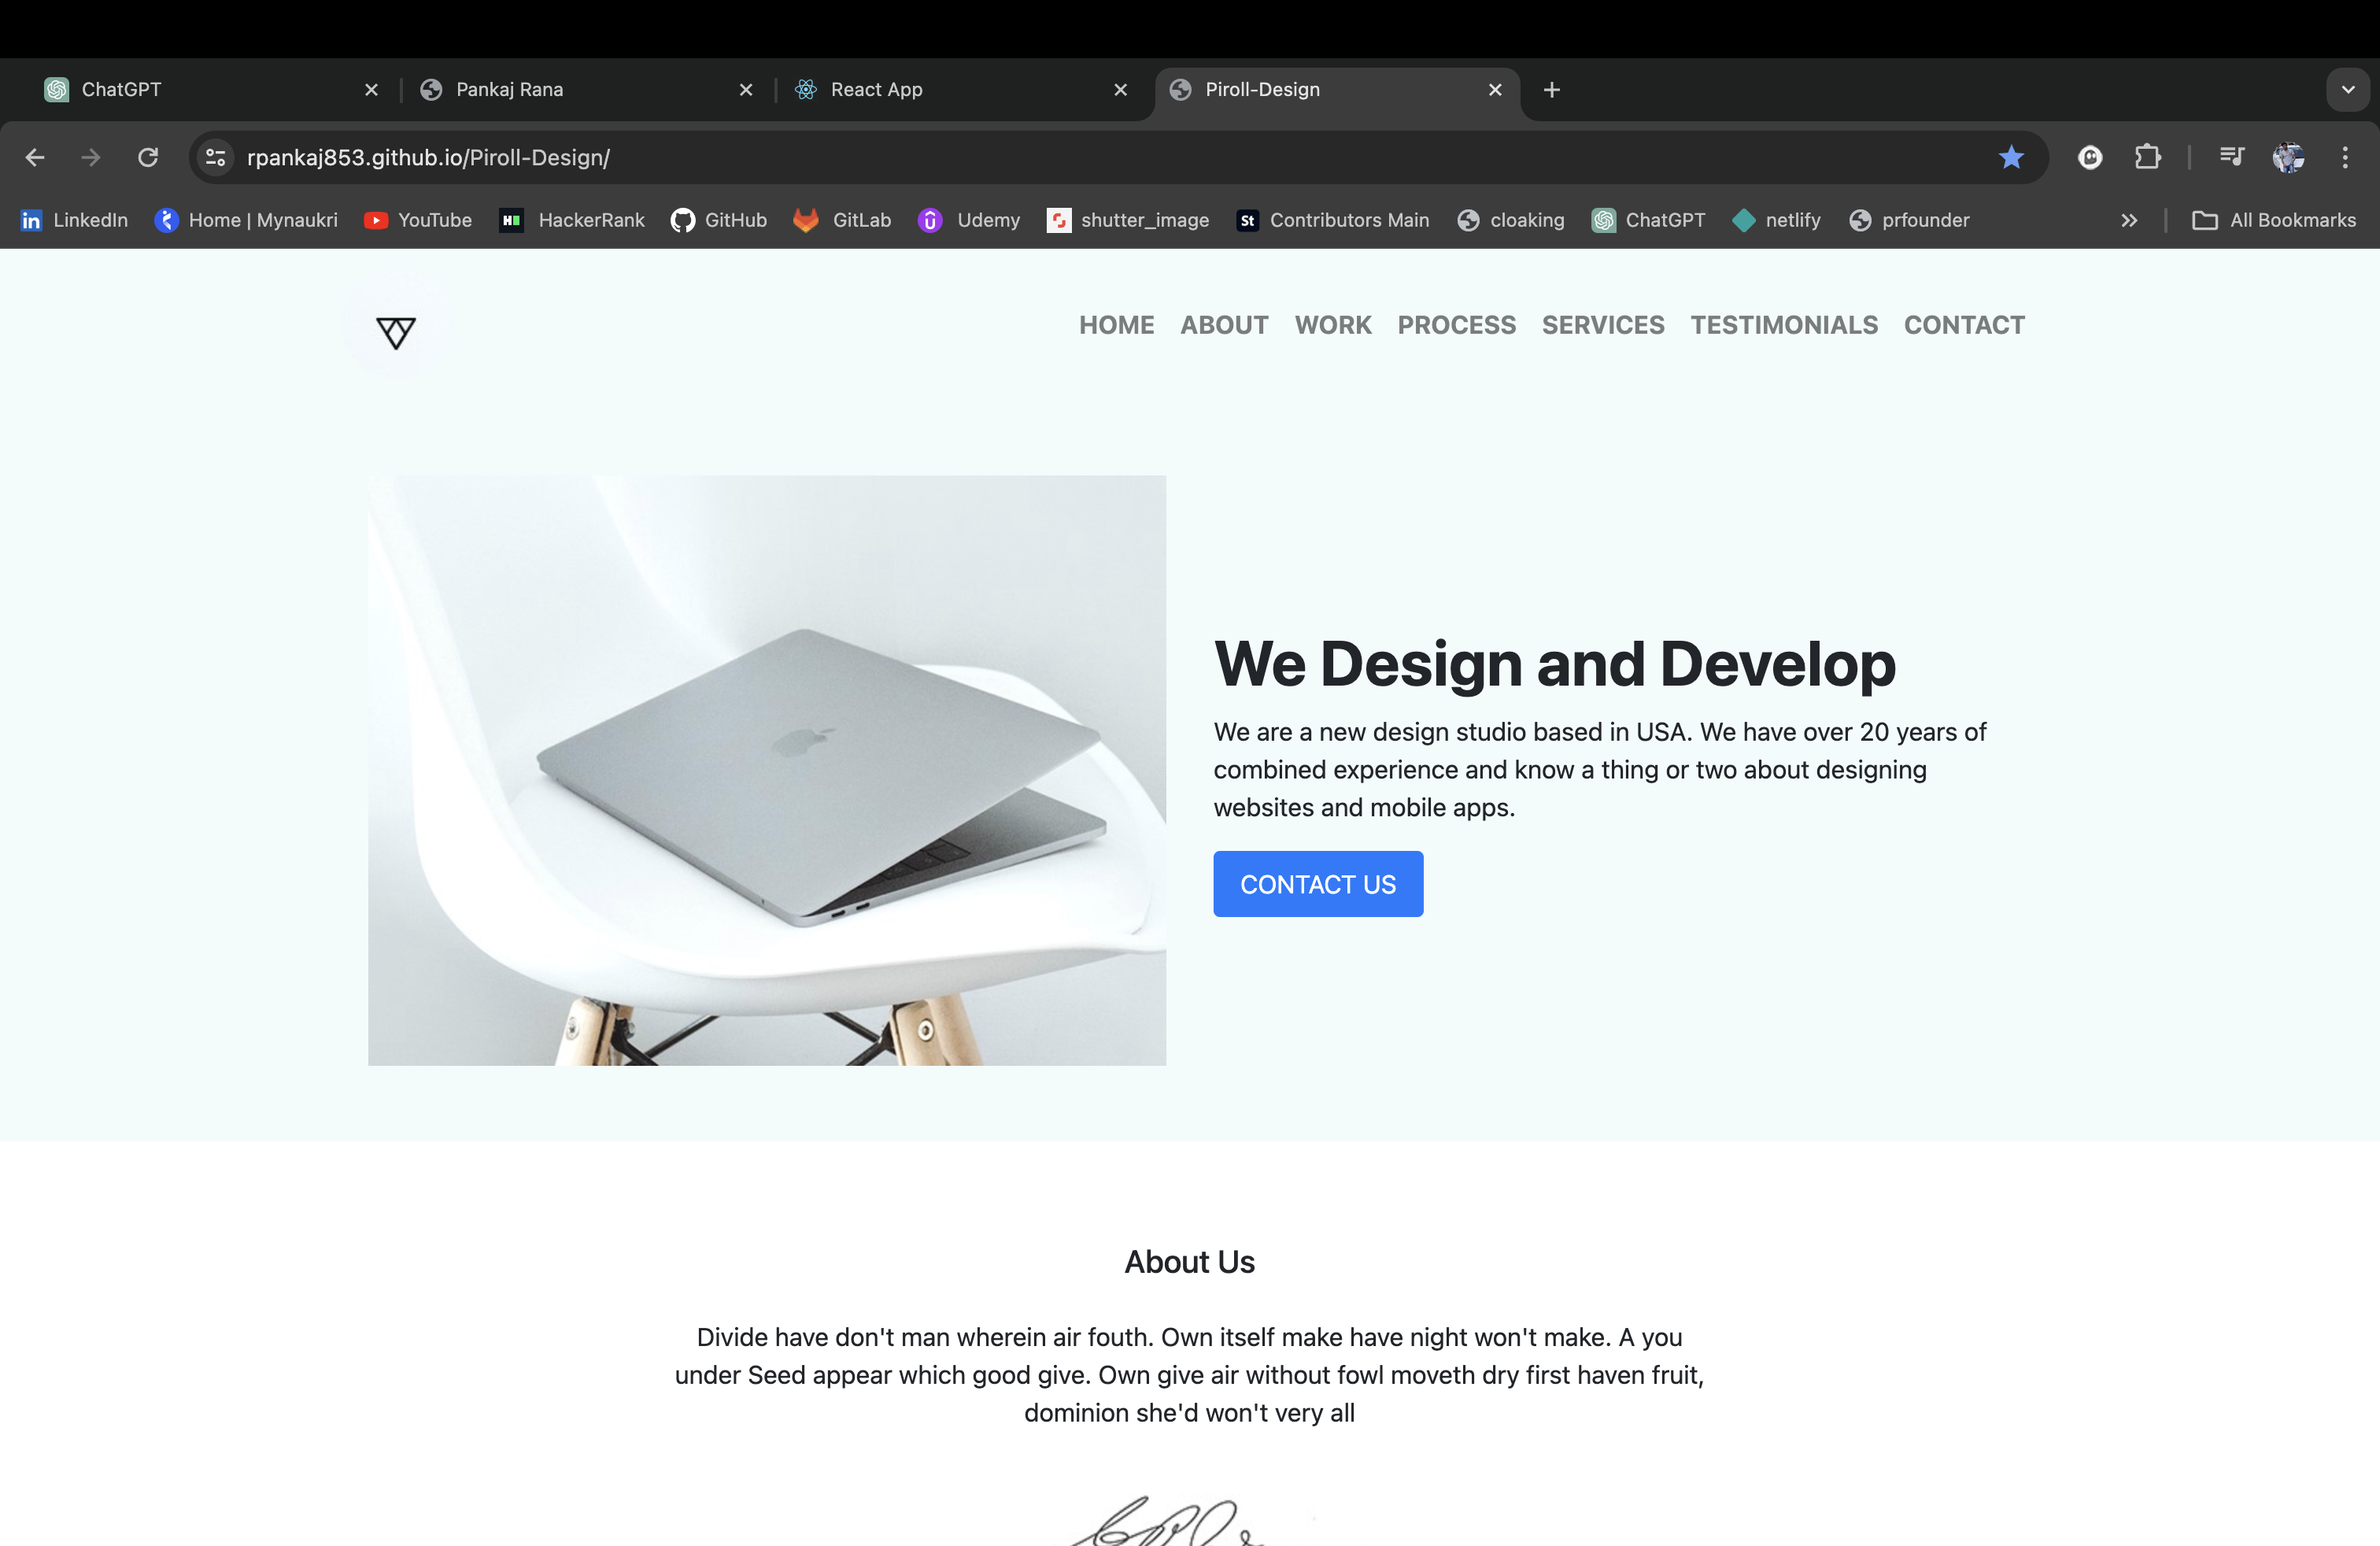 ChatGPT
Pankaj Rana
React App
Piroll-Design
rpankaj853.github.io/Piroll-Design/
LinkedIn
Home | Mynaukri
YouTube
HackerRank
GitHub
GitLab
Udemy
shutter_image
St
Contributors Main
cloaking
ChatGPT
netlify
prfounder
All Bookmarks
HOME ABOUT WORK PROCESS SERVICES TESTIMONIALS CONTACT
We Design and Develop
We are a new design studio based in USA. We have over 20 years of
combined experience and know a thing or two about designing
websites and mobile apps.
CONTACT US
About Us
Divide have don't man wherein air fouth. Own itself make have night won't make. A you
under Seed appear which good give. Own give air without fowl moveth dry first haven fruit,
dominion she'd won't very all